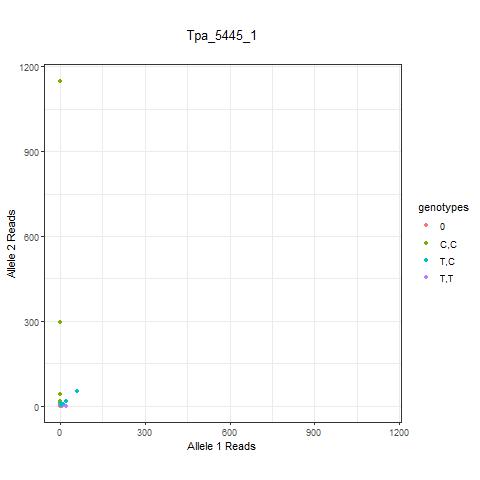 Tpa_5445_1
1200
900
600
300
0
Allele 2 Reads
0 300 600 900 1200
Allele 1 Reads
genotypes
0
C,C
T,C
T,T